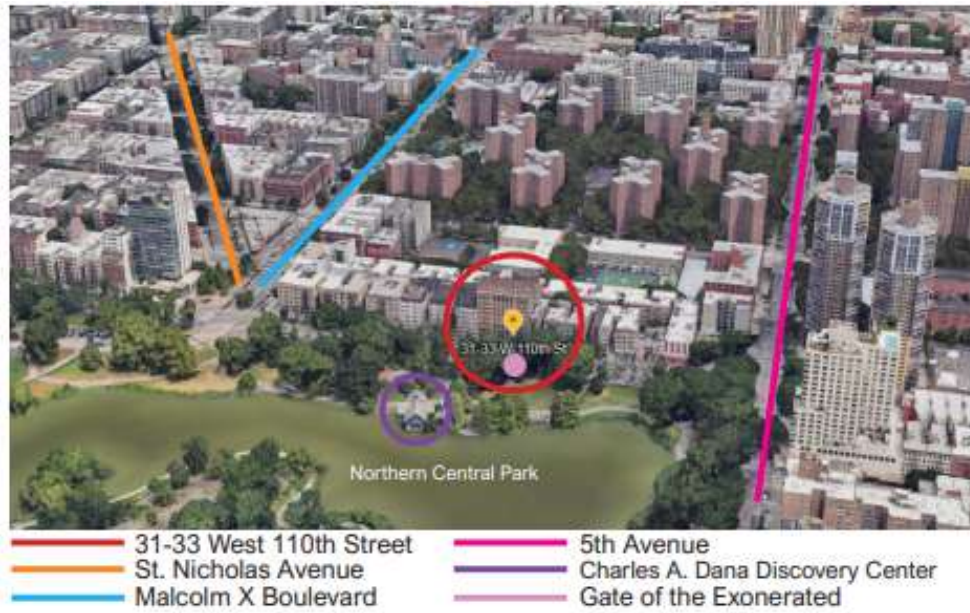 31-33 W 110th St
Northern Central Park
31-33 West 110th Street
5th Avenue
St. Nicholas Avenue
Charles A. Dana Discovery Center
Malcolm X Boulevard
Gate of the Exonerated